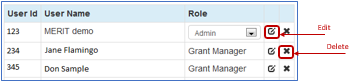 User Id User Name Role
123 MERIT demo Admin Edit
234 Jane Flamingo Grant Manager Delete
345 Don Sample Grant Manager